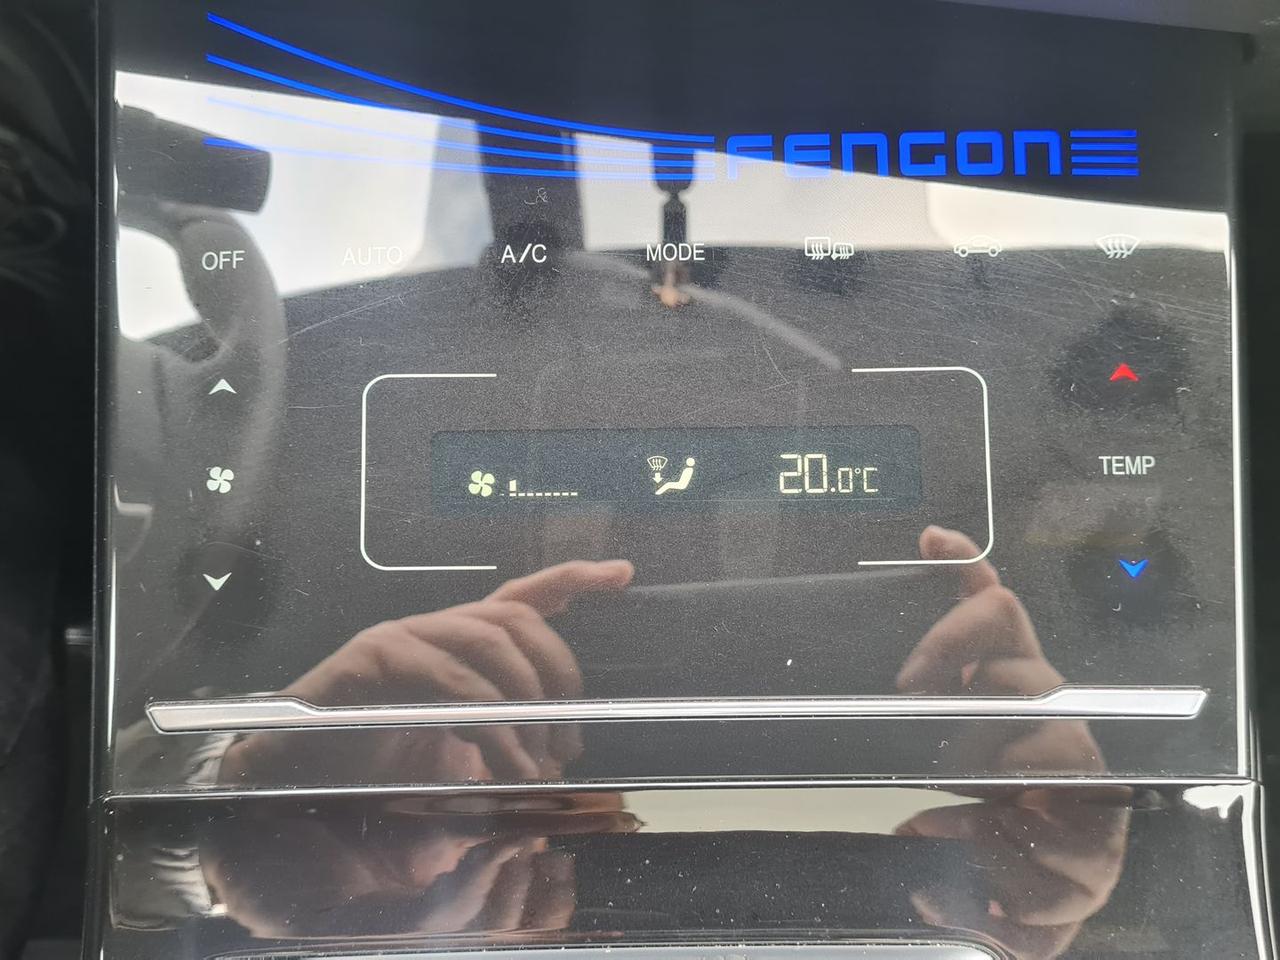 FENGON
OFF AUTO A/C MODE
20.0°C
TEMP